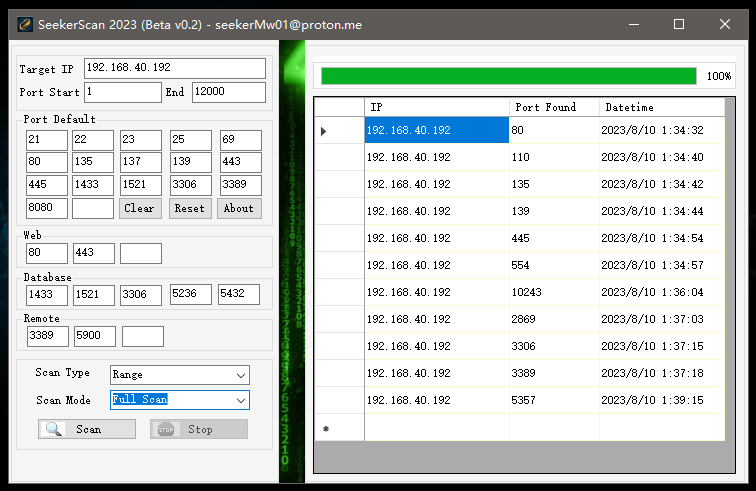 SeekerScan 2023 (Beta v0.2) - seekerMw01@proton.me
Target IP 192.168.40.192
Port Start 1 End 12000
Port Default
21 22 23 25 69
80 135 137 139 443
445 1433 1521 3306 3389
8080 Clear Reset About
Web
80 443
Database
1433 1521 3306 5236 5432
Remote
3389 5900
Scan Type Range
Scan Mode Full Scan
Scan STOP Stop
100%
IP Port Found Datetime
192.168.40.192 80 2023/8/10 1:34:32
192.168.40.192 110 2023/8/10 1:34:40
192.168.40.192 135 2023/8/10 1:34:42
192.168.40.192 139 2023/8/10 1:34:44
192.168.40.192 445 2023/8/10 1:34:54
192.168.40.192 554 2023/8/10 1:34:57
192.168.40.192 10243 2023/8/10 1:36:04
192.168.40.192 2869 2023/8/10 1:37:03
192.168.40.192 3306 2023/8/10 1:37:15
192.168.40.192 3389 2023/8/10 1:37:18
192.168.40.192 5357 2023/8/10 1:39:15